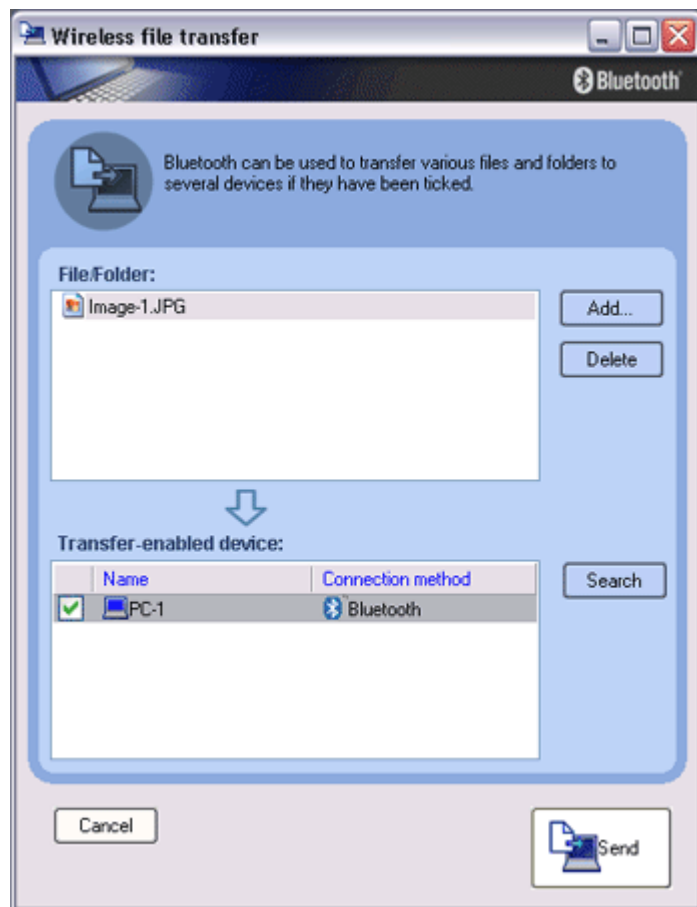 Wireless file transfer
Bluetooth
Bluetooth can be used to transfer various files and folders to
several devices if they have been ticked.
File/Folder:
Image-1.JPG
Add...
Delete
Transfer-enabled device:
Name Connection method
Search
PC-1 Bluetooth
Cancel
Send